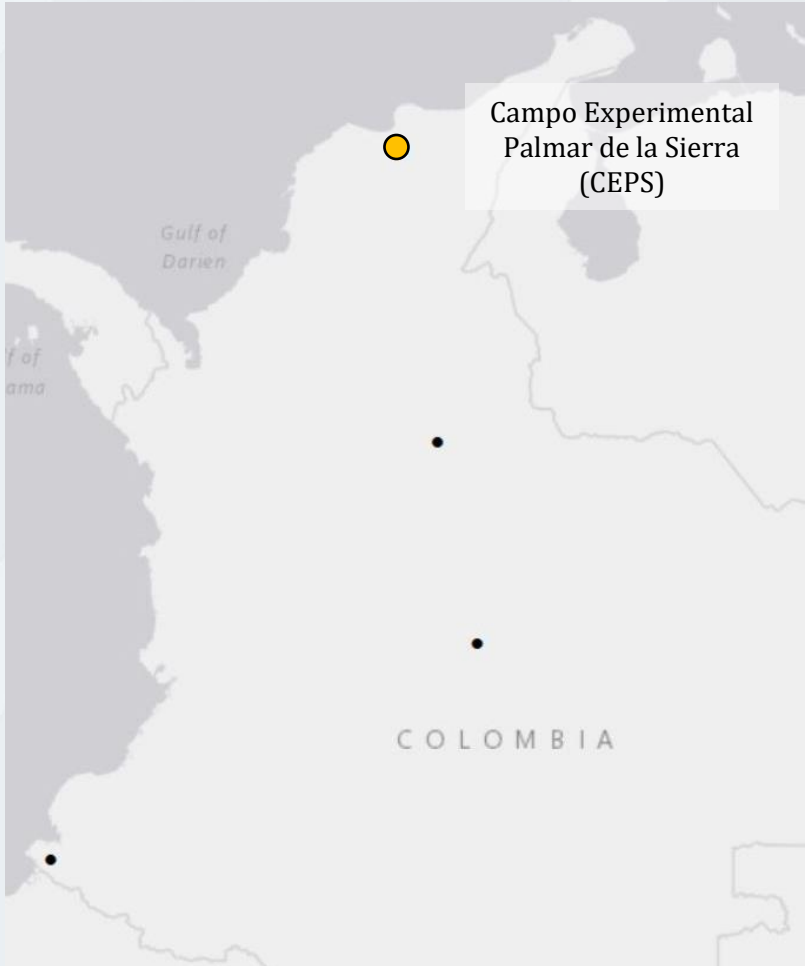 Campo Experimental
Palmar de la Sierra
(CEPS)
Gulf of
Darien
f of
ama
COLOMBIA